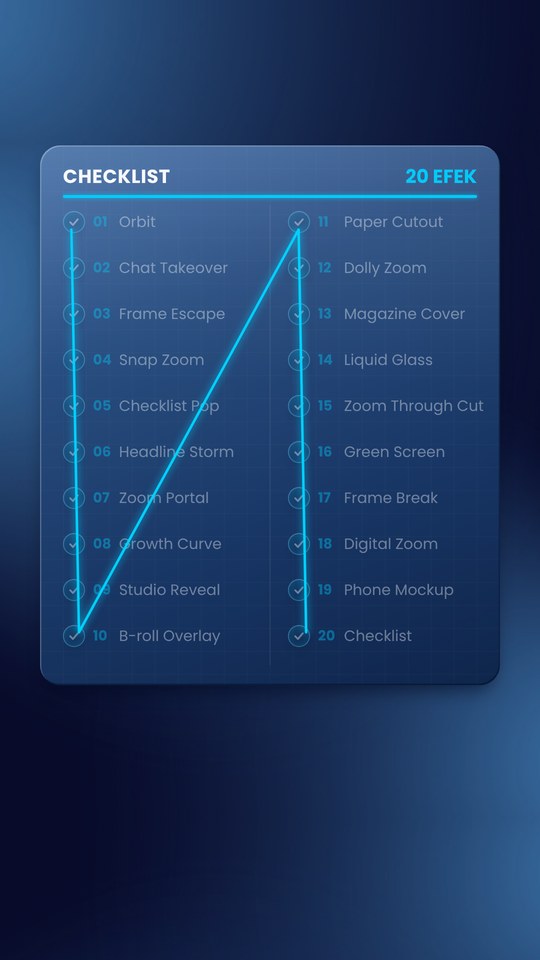 CHECKLIST 20 EFEK
01 Orbit
02 Chat Takeover
03 Frame Escape
04 Snap Zoom
05 Checklist Pop
06 Headline Storm
07 Zoom Portal
08 Growth Curve
09 Studio Reveal
10 B-roll Overlay
11 Paper Cutout
12 Dolly Zoom
13 Magazine Cover
14 Liquid Glass
15 Zoom Through Cut
16 Green Screen
17 Frame Break
18 Digital Zoom
19 Phone Mockup
20 Checklist